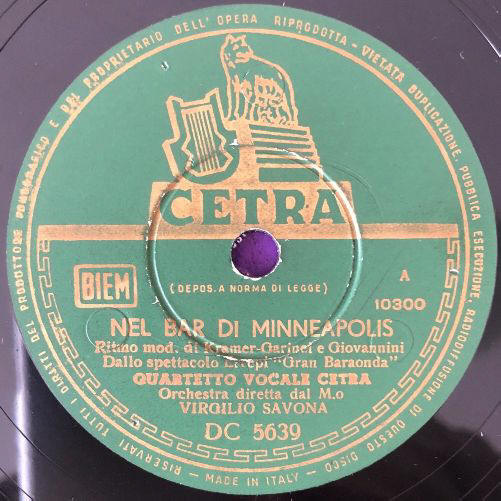 RISERVATI TUTTI I DIRITTI DEL PRODUTTORE FONOGRAFICO E DEL PROPRIETARIO DELL'OPERA RIPRODOTTA - VIETATA DUPLICAZIONE, PUBBLICA ESECUZIONE, RADIODIFFUSIONE DI QUESTO DISCO
CETRA
BIEM
(DEPOS. A NORMA DI LEGGE)
A
10300
NEL BAR DI MINNEAPOLIS
Ritmo mod. di Kramer-Garinei e Giovannini
Dallo spettacolo Errepi "Gran Baraonda"
QUARTETTO VOCALE CETRA
Orchestra diretta dal M.o
VIRGILIO SAVONA
DC 5639
- MADE IN ITALY -